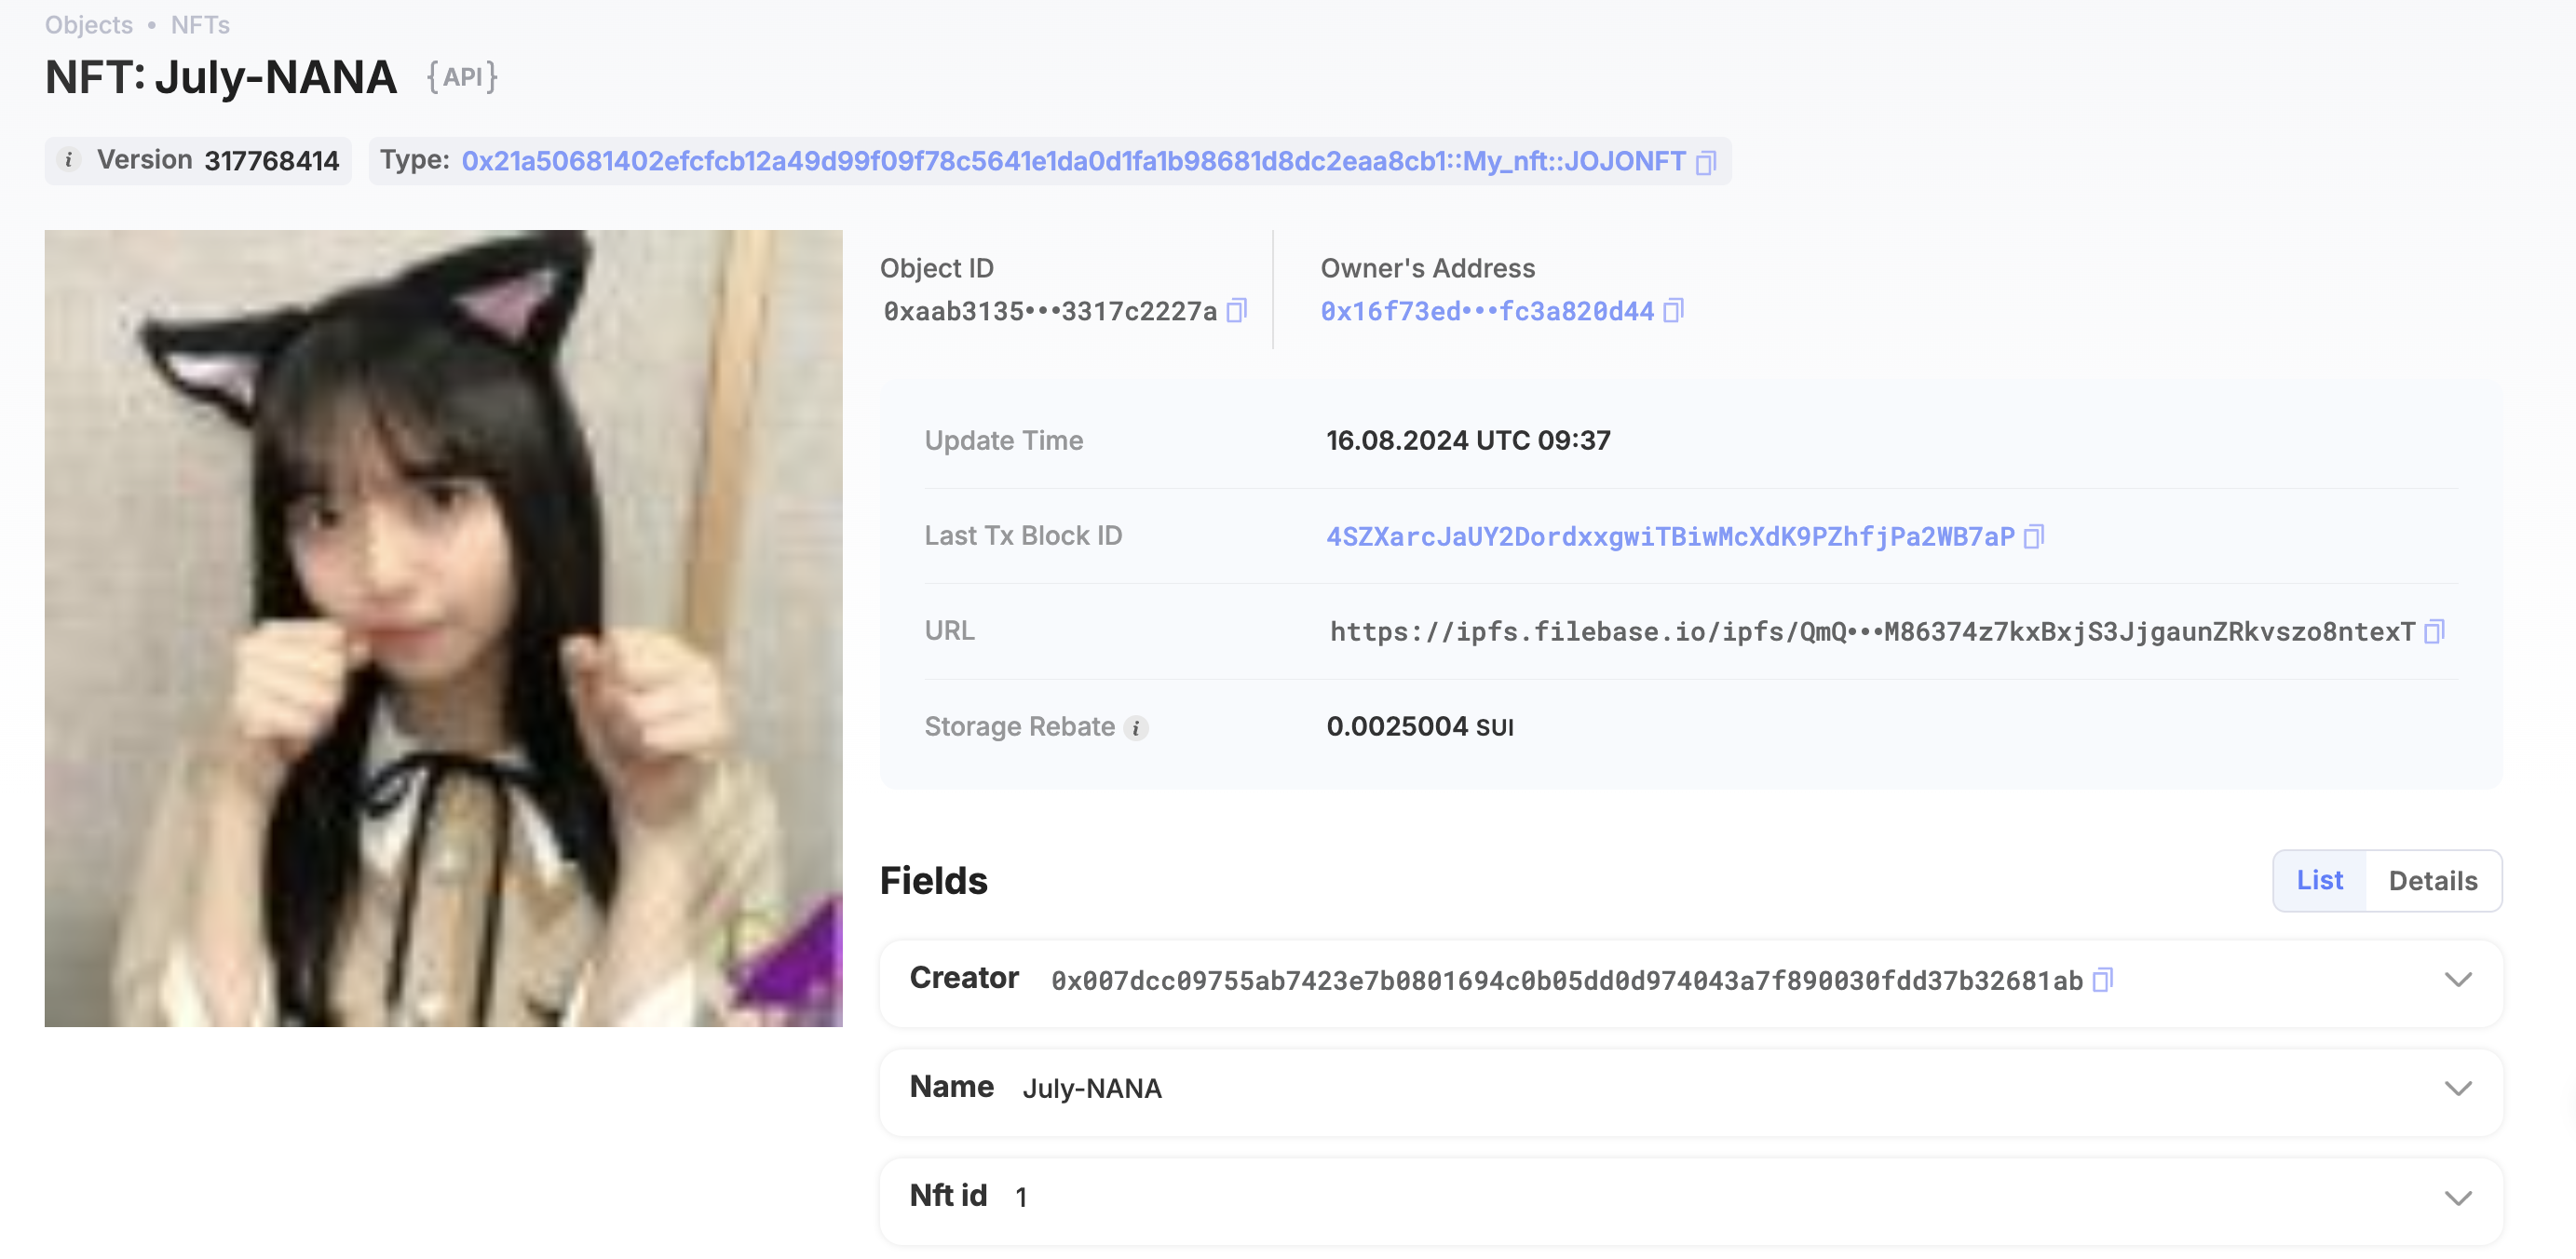 Objects • NFTs
NFT: July-NANA {API}
i Version 317768414 Type: 0x21a50681402efcfcb12a49d99f09f78c5641e1da0d1fa1b98681d8dc2eaa8cb1::My_nft::JOJONFT
Object ID
0xaab3135•••3317c2227a
Owner's Address
0x16f73ed•••fc3a820d44
Update Time 16.08.2024 UTC 09:37
Last Tx Block ID 4SZXarcJaUY2DordxxgwiTBiwMcXdK9PZhfjPa2WB7aP
URL https://ipfs.filebase.io/ipfs/QmQ•••M86374z7kxBxjS3JjgaunZRkvszo8ntexT
Storage Rebate i 0.0025004 SUI
Fields
List Details
Creator 0x007dcc09755ab7423e7b0801694c0b05dd0d974043a7f890030fdd37b32681ab
Name July-NANA
Nft id 1